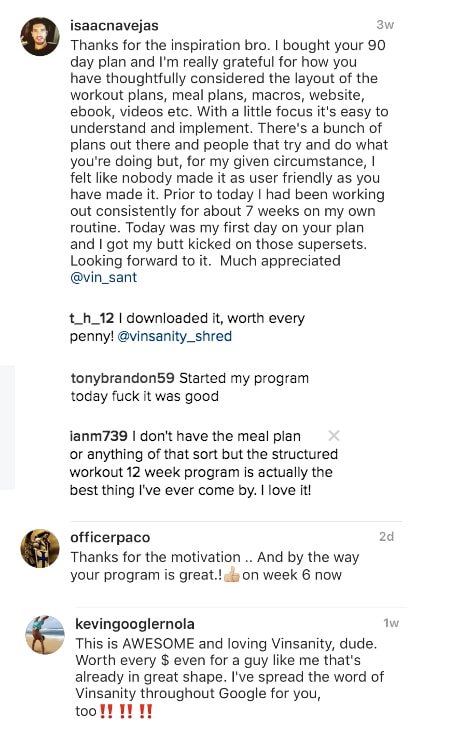 isaacnavejas 3w
Thanks for the inspiration bro. I bought your 90
day plan and I'm really grateful for how you
have thoughtfully considered the layout of the
workout plans, meal plans, macros, website,
ebook, videos etc. With a little focus it's easy to
understand and implement. There's a bunch of
plans out there and people that try and do what
you're doing but, for my given circumstance, I
felt like nobody made it as user friendly as you
have made it. Prior to today I had been working
out consistently for about 7 weeks on my own
routine. Today was my first day on your plan
and I got my butt kicked on those supersets.
Looking forward to it.  Much appreciated
@vin_sant
t_h_12 I downloaded it, worth every
penny! @vinsanity_shred
tonybrandon59 Started my program
today fuck it was good
ianm739 I don't have the meal plan
or anything of that sort but the structured
workout 12 week program is actually the
best thing I've ever come by. I love it!
officerpaco 2d
Thanks for the motivation .. And by the way
your program is great.!👍🏼on week 6 now
kevingooglernola 1w
This is AWESOME and loving Vinsanity, dude.
Worth every $ even for a guy like me that's
already in great shape. I've spread the word of
Vinsanity throughout Google for you,
too‼️ ‼️ ‼️